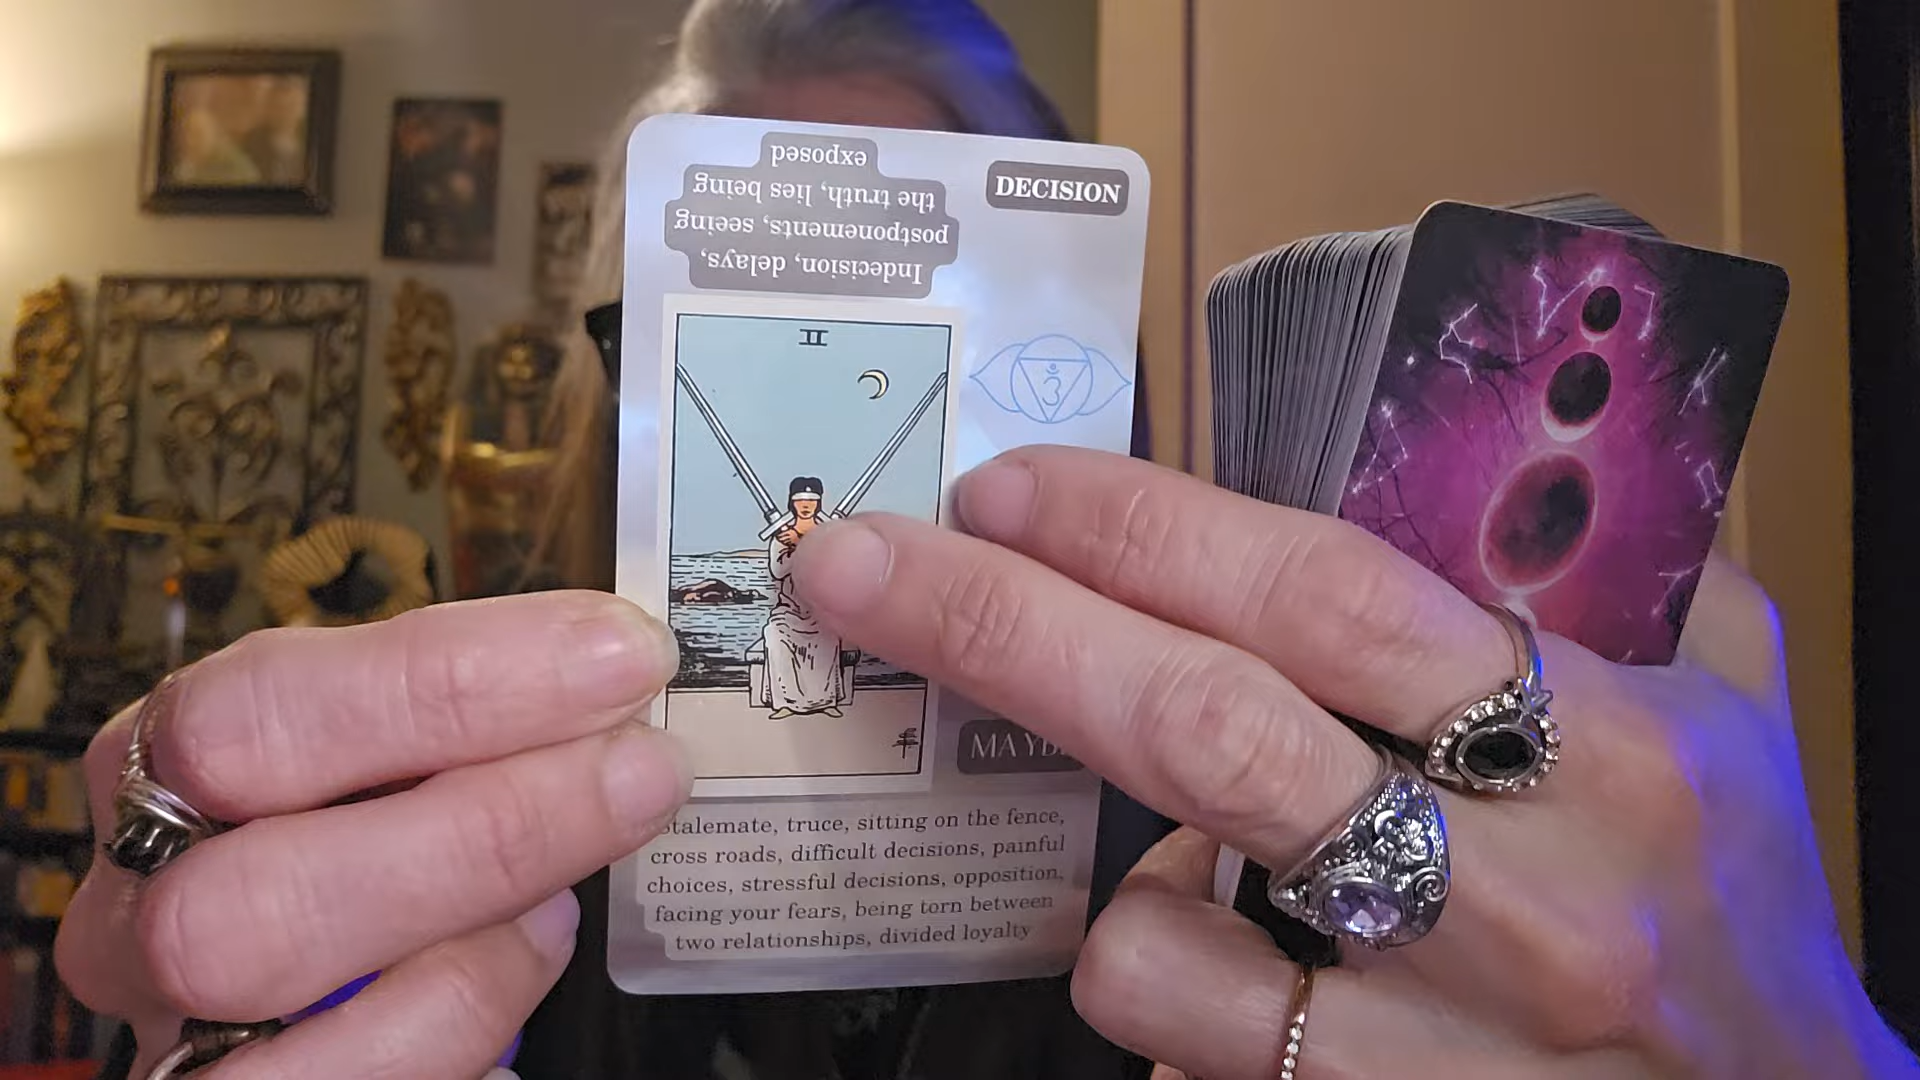 DECISION
Indecision, delays,
postponements, seeing
the truth, lies being
exposed
II
Stalemate, truce, sitting on the fence,
cross roads, difficult decisions, painful
choices, stressful decisions, opposition,
facing your fears, being torn between
two relationships, divided loyalty